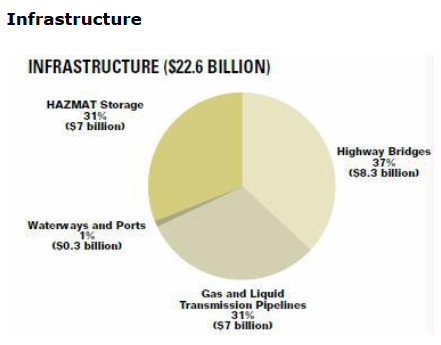 Infrastructure
INFRASTRUCTURE ($22.6 BILLION)
HAZMAT Storage
31%
($7 billion)
Highway Bridges
37%
($8.3 billion)
Waterways and Ports
1%
($0.3 billion)
Gas and Liquid
Transmission Pipelines
31%
($7 billion)